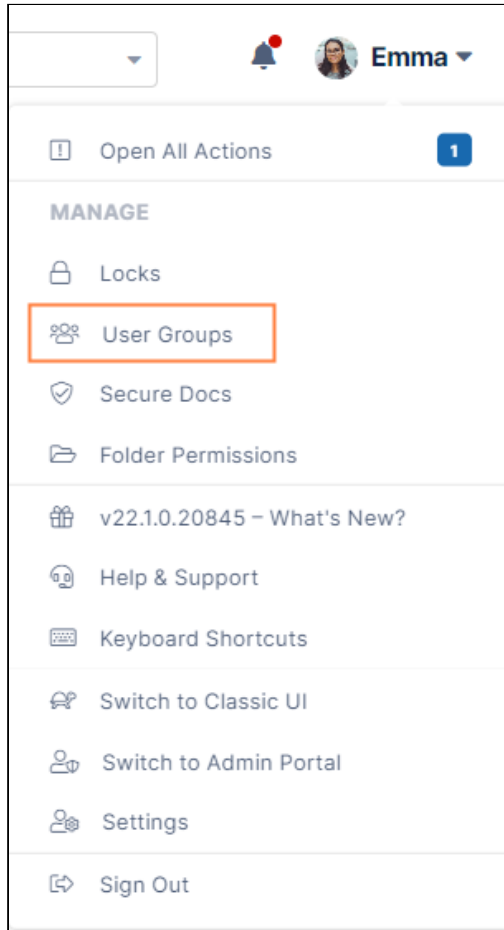 Emma
Open All Actions 1
MANAGE
Locks
User Groups
Secure Docs
Folder Permissions
v22.1.0.20845 – What's New?
Help & Support
Keyboard Shortcuts
Switch to Classic UI
Switch to Admin Portal
Settings
Sign Out